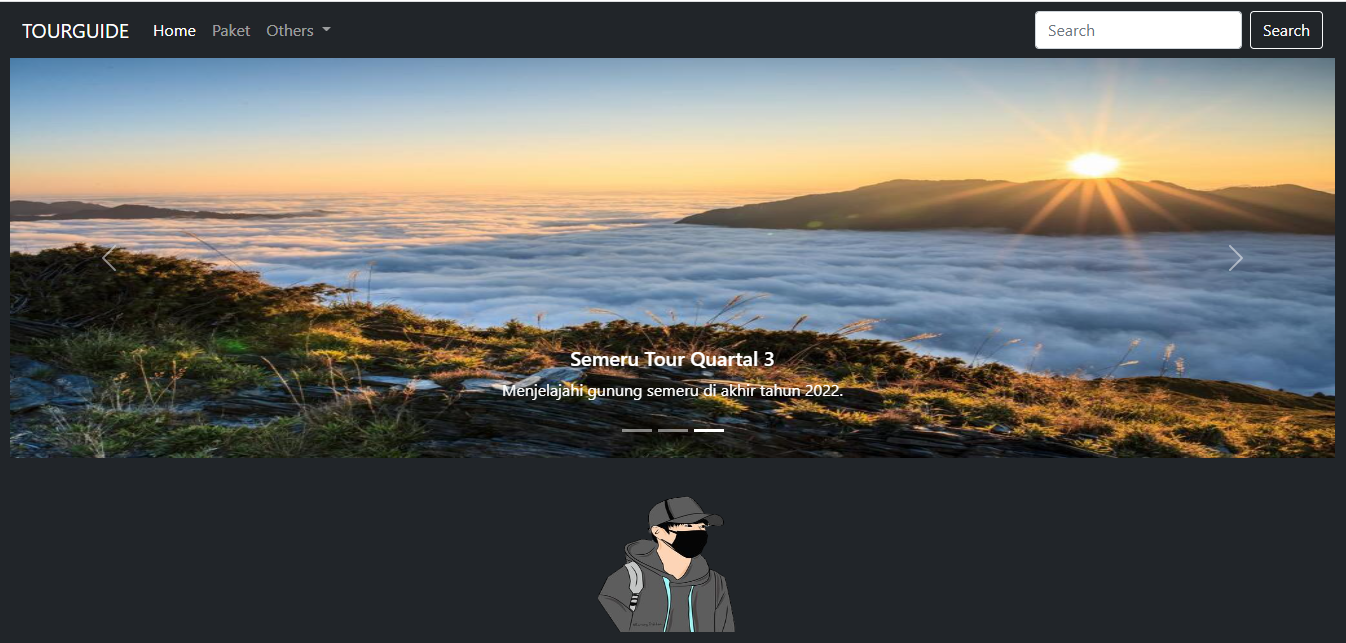 TOURGUIDE Home Paket Others Search Search
Semeru Tour Quartal 3
Menjelajahi gunung semeru di akhir tahun 2022.